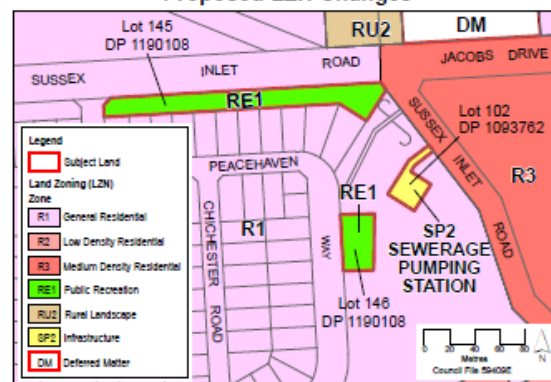 Proposed LZN Changes
RU2
DM
Lot 145
DP 1190108
SUSSEX INLET ROAD
JACOBS DRIVE
RE1
SUSSEX INLET ROAD
Lot 102
DP 1093762
PEACEHAVEN WAY
CHICHESTER ROAD
R1
RE1
R3
SP2
SEWERAGE
PUMPING
STATION
Lot 146
DP 1190108
Legend
Subject Land
Land Zoning (LZN)
Zone
R1 General Residential
R2 Low Density Residential
R3 Medium Density Residential
RE1 Public Recreation
RU2 Rural Landscape
SP2 Infrastructure
DM Deferred Matter
0 20 40 60 80
Metres
N
Council File 59409E